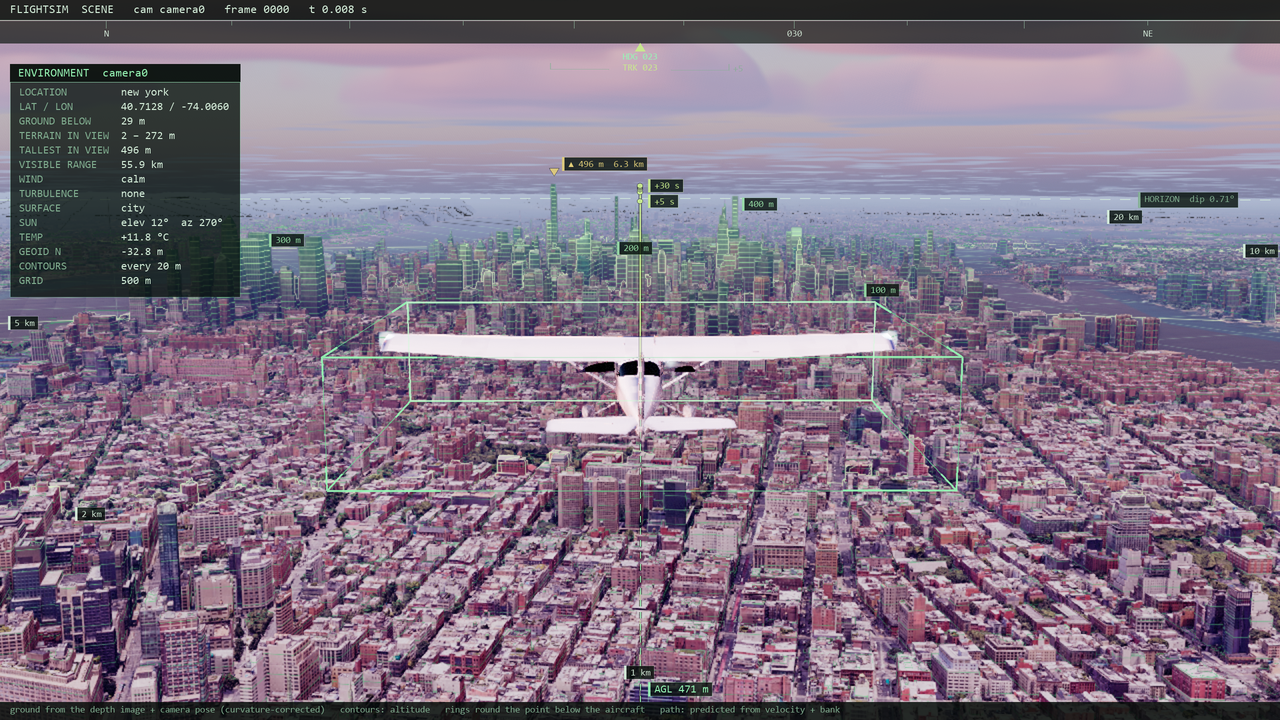 FLIGHTSIM SCENE cam camera0 frame 0000 t 0.008 s
N 030 NE
HDG 023
TRK 023
ENVIRONMENT camera0
LOCATION new york
LAT / LON 40.7128 / -74.0060
GROUND BELOW 29 m
TERRAIN IN VIEW 2 – 272 m
TALLEST IN VIEW 496 m
VISIBLE RANGE 55.9 km
WIND calm
TURBULENCE none
SURFACE city
SUN elev 12° az 270°
TEMP +11.8 °C
GEOID N -32.8 m
CONTOURS every 20 m
GRID 500 m
▲ 496 m 6.3 km
+30 s
+5 s
HORIZON dip 0.71°
400 m
20 km
300 m
200 m
10 km
100 m
5 km
2 km
1 km
AGL 471 m
ground from the depth image + camera pose (curvature-corrected) contours: altitude rings round the point below the aircraft path: predicted from velocity + bank